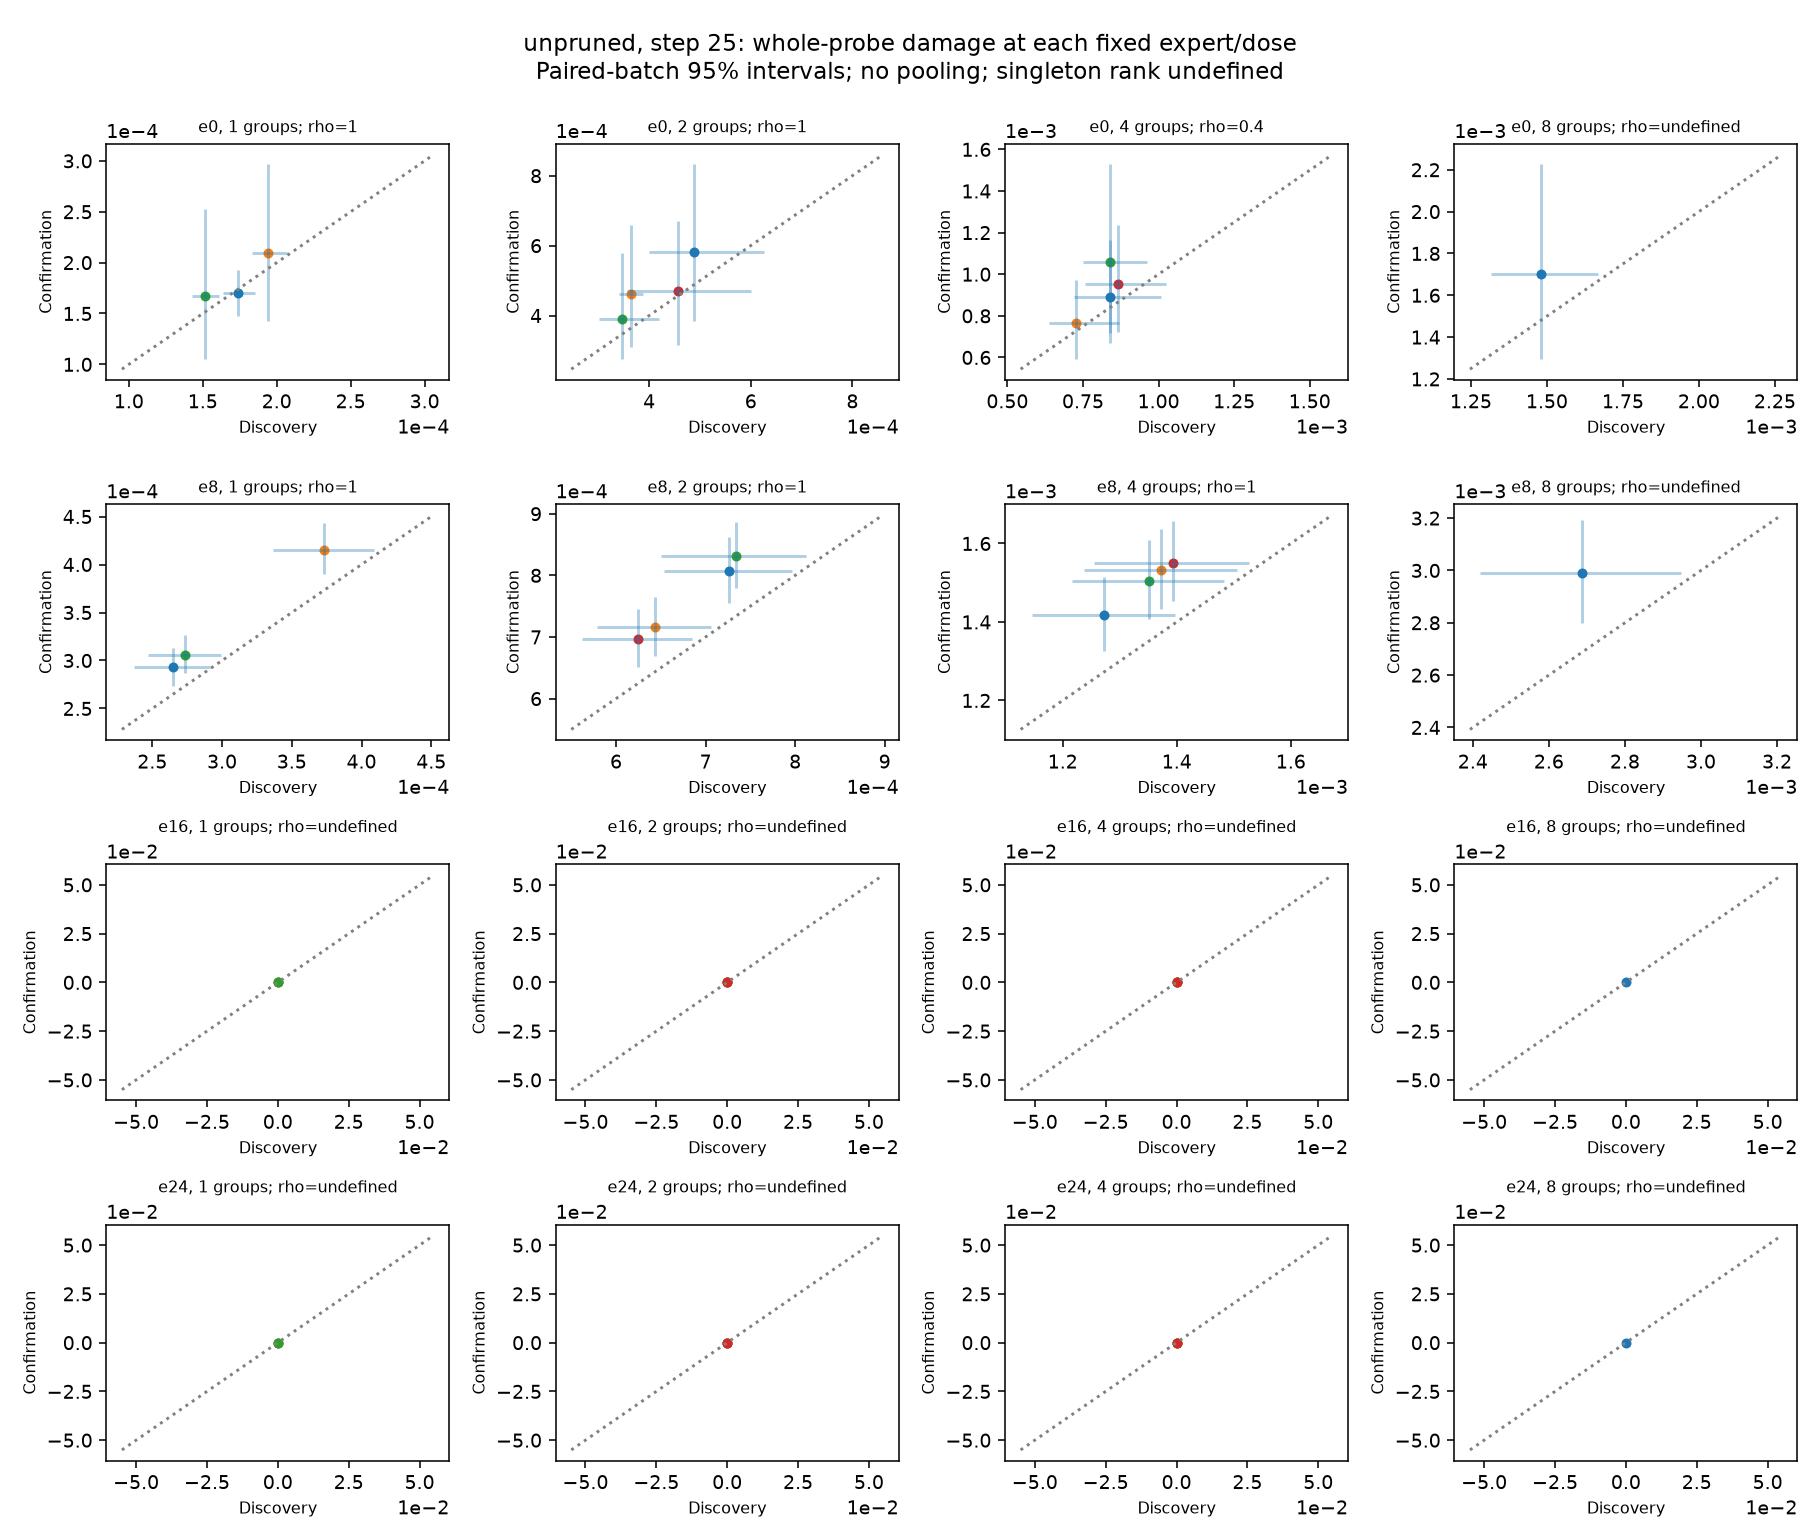 unpruned, step 25: whole-probe damage at each fixed expert/dose
Paired-batch 95% intervals; no pooling; singleton rank undefined
e0, 1 groups; rho=1
1e−4
3.0
2.5
2.0
1.5
1.0
Confirmation
1.0 1.5 2.0 2.5 3.0
Discovery
1e−4
e0, 2 groups; rho=1
1e−4
8
6
4
Confirmation
4 6 8
Discovery
1e−4
e0, 4 groups; rho=0.4
1e−3
1.6
1.4
1.2
1.0
0.8
0.6
Confirmation
0.50 0.75 1.00 1.25 1.50
Discovery
1e−3
e0, 8 groups; rho=undefined
1e−3
2.2
2.0
1.8
1.6
1.4
1.2
Confirmation
1.25 1.50 1.75 2.00 2.25
Discovery
1e−3
e8, 1 groups; rho=1
1e−4
4.5
4.0
3.5
3.0
2.5
Confirmation
2.5 3.0 3.5 4.0 4.5
Discovery
1e−4
e8, 2 groups; rho=1
1e−4
9
8
7
6
Confirmation
6 7 8 9
Discovery
1e−4
e8, 4 groups; rho=1
1e−3
1.6
1.4
1.2
Confirmation
1.2 1.4 1.6
Discovery
1e−3
e8, 8 groups; rho=undefined
1e−3
3.2
3.0
2.8
2.6
2.4
Confirmation
2.4 2.6 2.8 3.0 3.2
Discovery
1e−3
e16, 1 groups; rho=undefined
1e−2
5.0
2.5
0.0
−2.5
−5.0
Confirmation
−5.0 −2.5 0.0 2.5 5.0
Discovery
1e−2
e16, 2 groups; rho=undefined
1e−2
5.0
2.5
0.0
−2.5
−5.0
Confirmation
−5.0 −2.5 0.0 2.5 5.0
Discovery
1e−2
e16, 4 groups; rho=undefined
1e−2
5.0
2.5
0.0
−2.5
−5.0
Confirmation
−5.0 −2.5 0.0 2.5 5.0
Discovery
1e−2
e16, 8 groups; rho=undefined
1e−2
5.0
2.5
0.0
−2.5
−5.0
Confirmation
−5.0 −2.5 0.0 2.5 5.0
Discovery
1e−2
e24, 1 groups; rho=undefined
1e−2
5.0
2.5
0.0
−2.5
−5.0
Confirmation
−5.0 −2.5 0.0 2.5 5.0
Discovery
1e−2
e24, 2 groups; rho=undefined
1e−2
5.0
2.5
0.0
−2.5
−5.0
Confirmation
−5.0 −2.5 0.0 2.5 5.0
Discovery
1e−2
e24, 4 groups; rho=undefined
1e−2
5.0
2.5
0.0
−2.5
−5.0
Confirmation
−5.0 −2.5 0.0 2.5 5.0
Discovery
1e−2
e24, 8 groups; rho=undefined
1e−2
5.0
2.5
0.0
−2.5
−5.0
Confirmation
−5.0 −2.5 0.0 2.5 5.0
Discovery
1e−2